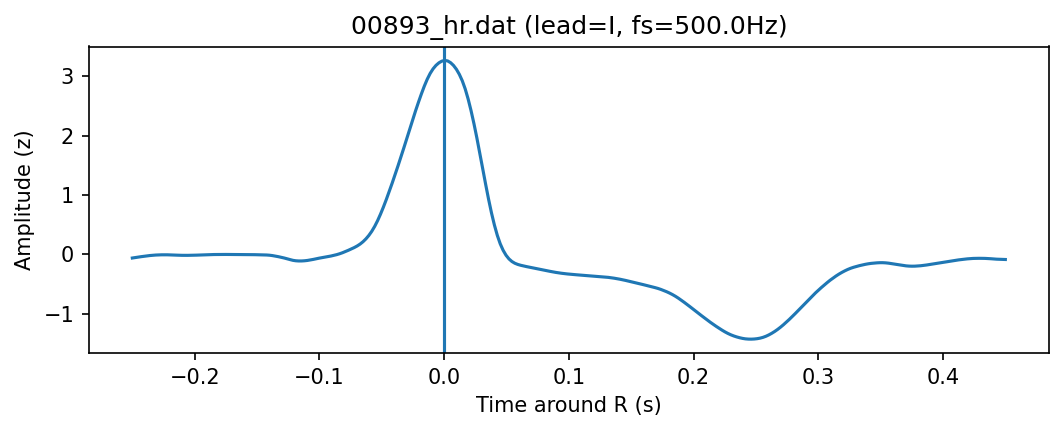 00893_hr.dat (lead=I, fs=500.0Hz)
Amplitude (z)
3
2
1
0
−1
−0.2 −0.1 0.0 0.1 0.2 0.3 0.4
Time around R (s)